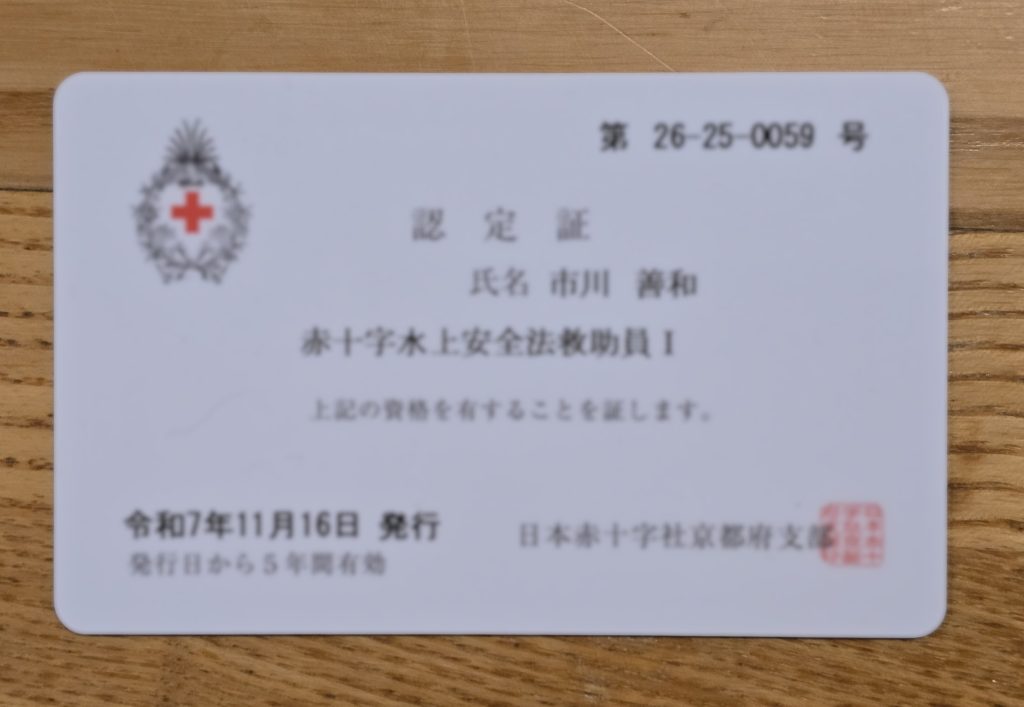 第 26-25-0059 号
認定証
氏名 市川 善和
赤十字水上安全法救助員Ⅰ
上記の資格を有することを証します。
令和7年11月16日 発行
発行日から5年間有効
日本赤十字社京都府支部